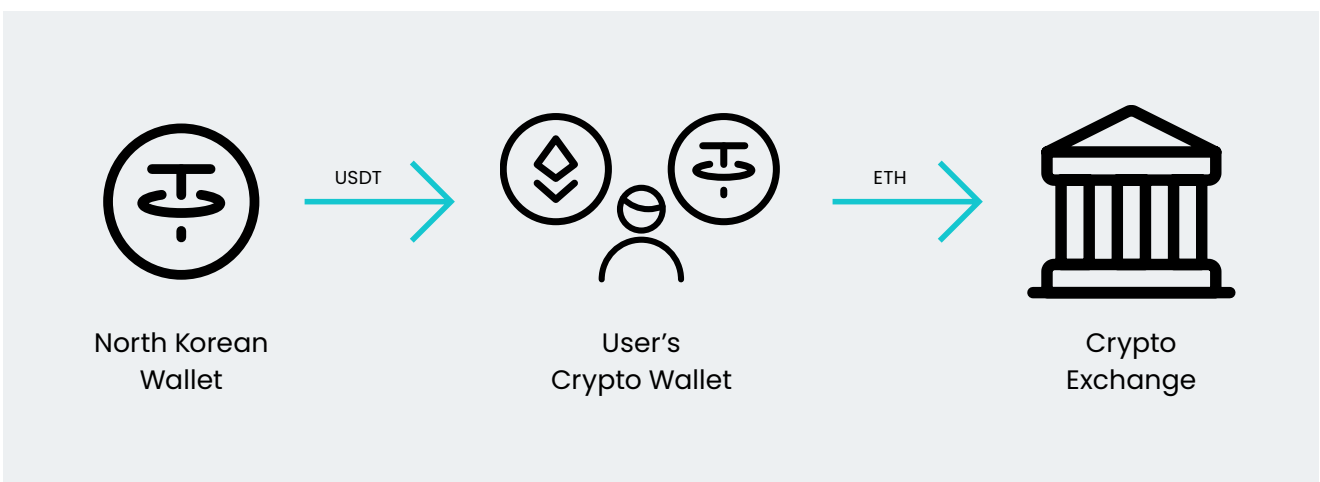 USDT
ETH
North Korean
Wallet
User’s
Crypto Wallet
Crypto
Exchange